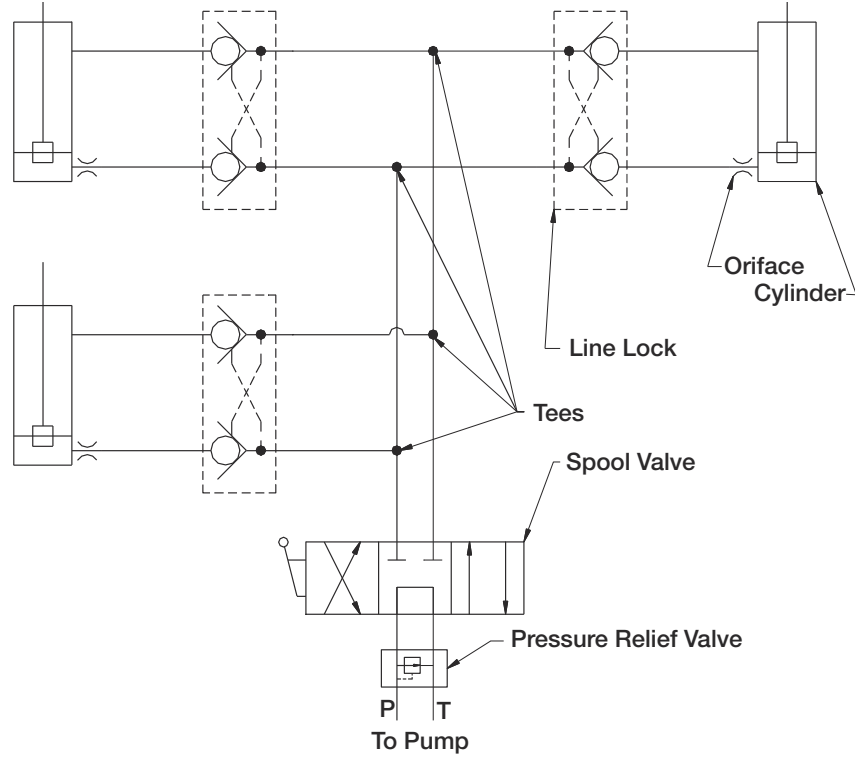 Oriface
Cylinder
Line Lock
Tees
Spool Valve
Pressure Relief Valve
P T
To Pump